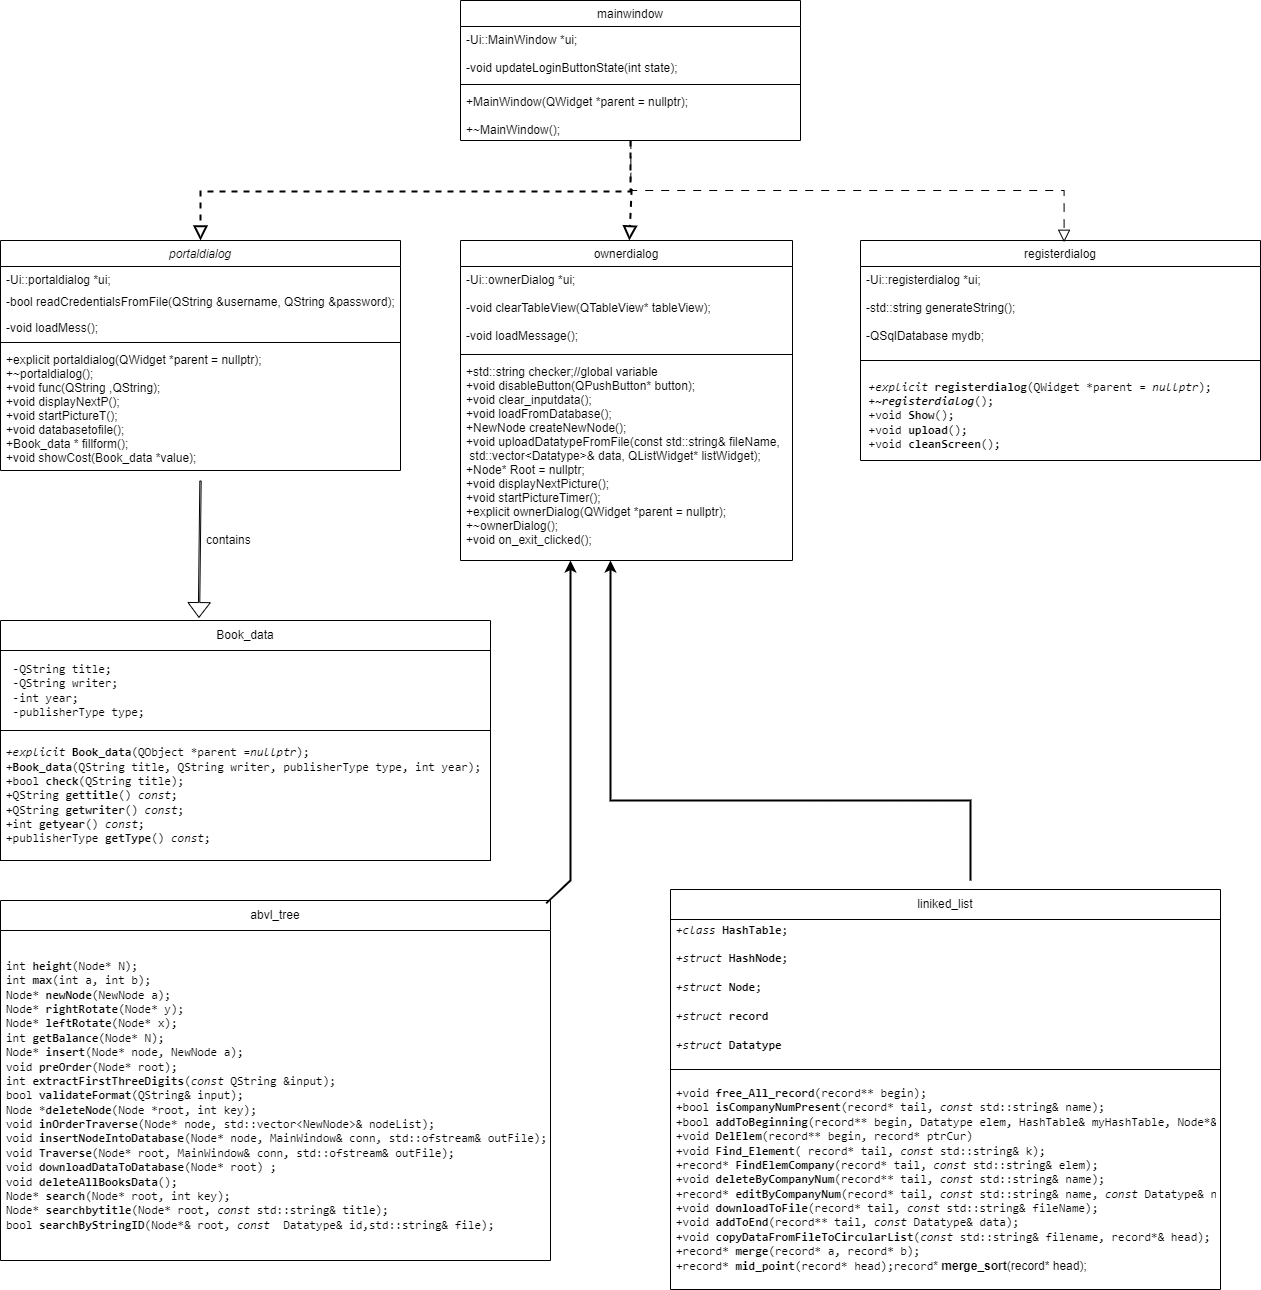 mainwindow
-Ui::MainWindow *ui;
-void updateLoginButtonState(int state);
+MainWindow(QWidget *parent = nullptr);
+~MainWindow();
portaldialog
-Ui::portaldialog *ui;
-bool readCredentialsFromFile(QString &username, QString &password);
-void loadMess();
+explicit portaldialog(QWidget *parent = nullptr);
+~portaldialog();
+void func(QString ,QString);
+void displayNextP();
+void startPictureT();
+void databasetofile();
+Book_data * fillform();
+void showCost(Book_data *value);
ownerdialog
-Ui::ownerDialog *ui;
-void clearTableView(QTableView* tableView);
-void loadMessage();
+std::string checker;//global variable
+void disableButton(QPushButton* button);
+void clear_inputdata();
+void loadFromDatabase();
+NewNode createNewNode();
+void uploadDatatypeFromFile(const std::string& fileName,
std::vector<Datatype>& data, QListWidget* listWidget);
+Node* Root = nullptr;
+void displayNextPicture();
+void startPictureTimer();
+explicit ownerDialog(QWidget *parent = nullptr);
+~ownerDialog();
+void on_exit_clicked();
registerdialog
-Ui::registerdialog *ui;
-std::string generateString();
-QSqlDatabase mydb;
+explicit registerdialog(QWidget *parent = nullptr);
+~registerdialog();
+void Show();
+void upload();
+void cleanScreen();
contains
Book_data
-QString title;
-QString writer;
-int year;
-publisherType type;
+explicit Book_data(QObject *parent =nullptr);
+Book_data(QString title, QString writer, publisherType type, int year);
+bool check(QString title);
+QString gettitle() const;
+QString getwriter() const;
+int getyear() const;
+publisherType getType() const;
abvl_tree
int height(Node* N);
int max(int a, int b);
Node* newNode(NewNode a);
Node* rightRotate(Node* y);
Node* leftRotate(Node* x);
int getBalance(Node* N);
Node* insert(Node* node, NewNode a);
void preOrder(Node* root);
int extractFirstThreeDigits(const QString &input);
bool validateFormat(QString& input);
Node *deleteNode(Node *root, int key);
void inOrderTraverse(Node* node, std::vector<NewNode>& nodeList);
void insertNodeIntoDatabase(Node* node, MainWindow& conn, std::ofstream& outFile);
void Traverse(Node* root, MainWindow& conn, std::ofstream& outFile);
void downloadDataToDatabase(Node* root) ;
void deleteAllBooksData();
Node* search(Node* root, int key);
Node* searchbytitle(Node* root, const std::string& title);
bool searchByStringID(Node*& root, const  Datatype& id,std::string& file);
liniked_list
+class HashTable;
+struct HashNode;
+struct Node;
+struct record
+struct Datatype
+void free_All_record(record** begin);
+bool isCompanyNumPresent(record* tail, const std::string& name);
+bool addToBeginning(record** begin, Datatype elem, HashTable& myHashTable, Node*&
+void DelElem(record** begin, record* ptrCur)
+void Find_Element( record* tail, const std::string& k);
+record* FindElemCompany(record* tail, const std::string& elem);
+void deleteByCompanyNum(record** tail, const std::string& name);
+record* editByCompanyNum(record* tail, const std::string& name, const Datatype& n
+void downloadToFile(record* tail, const std::string& fileName);
+void addToEnd(record** tail, const Datatype& data);
+void copyDataFromFileToCircularList(const std::string& filename, record*& head);
+record* merge(record* a, record* b);
+record* mid_point(record* head);record* merge_sort(record* head);